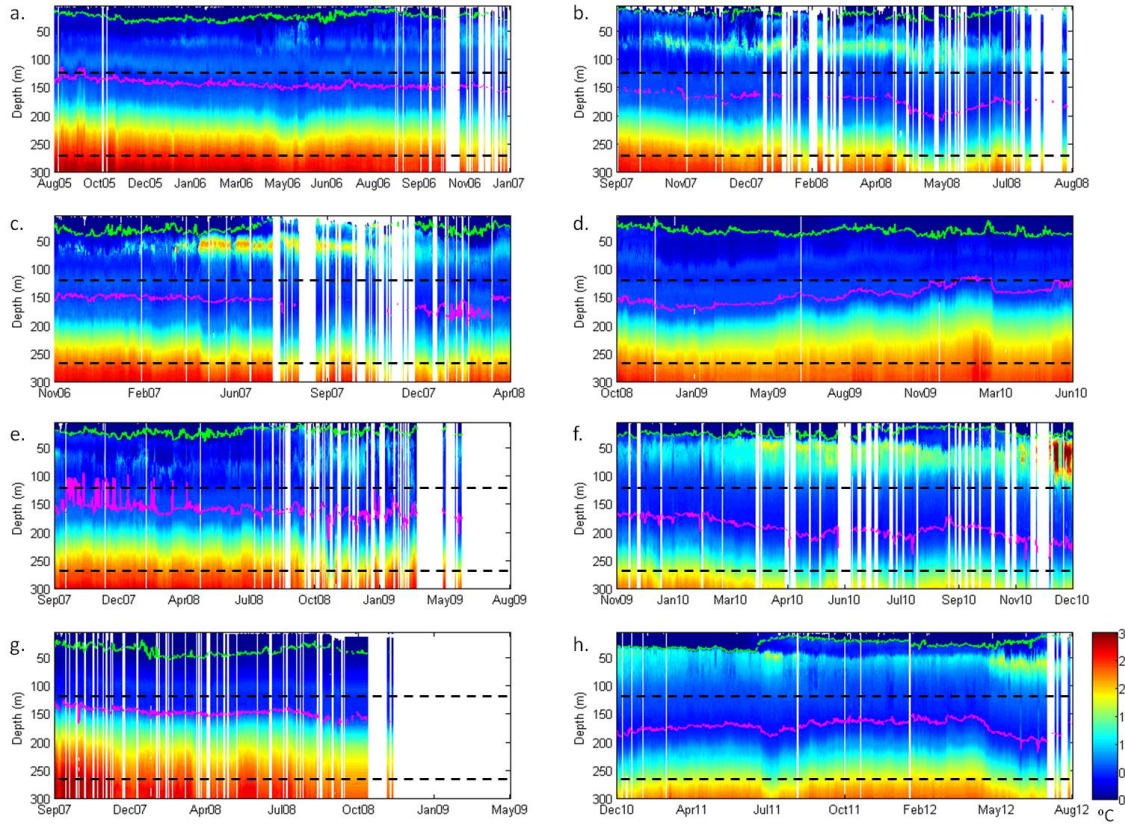 a.
Depth (m)
50
100
150
200
250
300
Aug05 Oct05 Dec05 Jan06 Mar06 May06 Jun06 Aug06 Sep06 Nov06 Jan07
b.
Depth (m)
50
100
150
200
250
300
Sep07 Nov07 Dec07 Feb08 Apr08 May08 Jul08 Aug08
c.
Depth (m)
50
100
150
200
250
300
Nov06 Feb07 Jun07 Sep07 Dec07 Apr08
d.
Depth (m)
50
100
150
200
250
300
Oct08 Jan09 May09 Aug09 Nov09 Mar10 Jun10
e.
Depth (m)
50
100
150
200
250
300
Sep07 Dec07 Apr08 Jul08 Oct08 Jan09 May09 Aug09
f.
Depth (m)
50
100
150
200
250
300
Nov09 Jan10 Feb10 Apr10 Jun10 Jul10 Sep10 Nov10 Dec10
g.
Depth (m)
50
100
150
200
250
300
Sep07 Dec07 Apr08 Jul08 Oct08 Jan09 May09
h.
Depth (m)
50
100
150
200
250
300
Dec10 Apr11 Jul11 Oct11 Feb12 May12 Aug12
3
2
2
1
1
0
0
°C